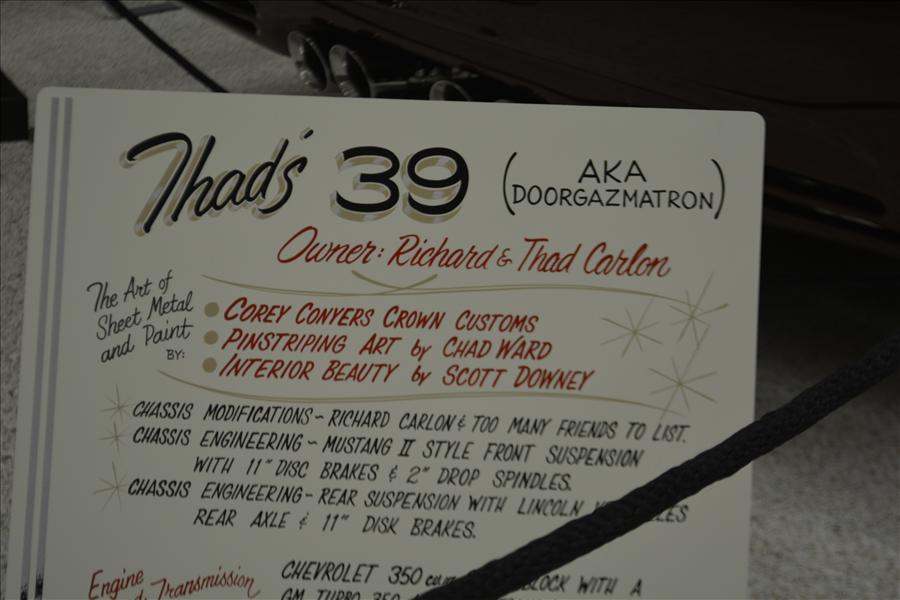 Thad's 39 (AKA DOORGAZMATRON)
Owner: Richard & Thad Carlon
The Art of
Sheet Metal
and Paint
BY:
• COREY CONYERS CROWN CUSTOMS
• PINSTRIPING ART by CHAD WARD
• INTERIOR BEAUTY by SCOTT DOWNEY
CHASSIS MODIFICATIONS ~ RICHARD CARLON & TOO MANY FRIENDS TO LIST.
CHASSIS ENGINEERING ~ MUSTANG II STYLE FRONT SUSPENSION
WITH 11" DISC BRAKES & 2" DROP SPINDLES.
CHASSIS ENGINEERING - REAR SUSPENSION WITH LINCOLN
REAR AXLE & 11" DISK BRAKES.
Engine
Transmission
CHEVROLET 350 WITH A
GM TURBO 350